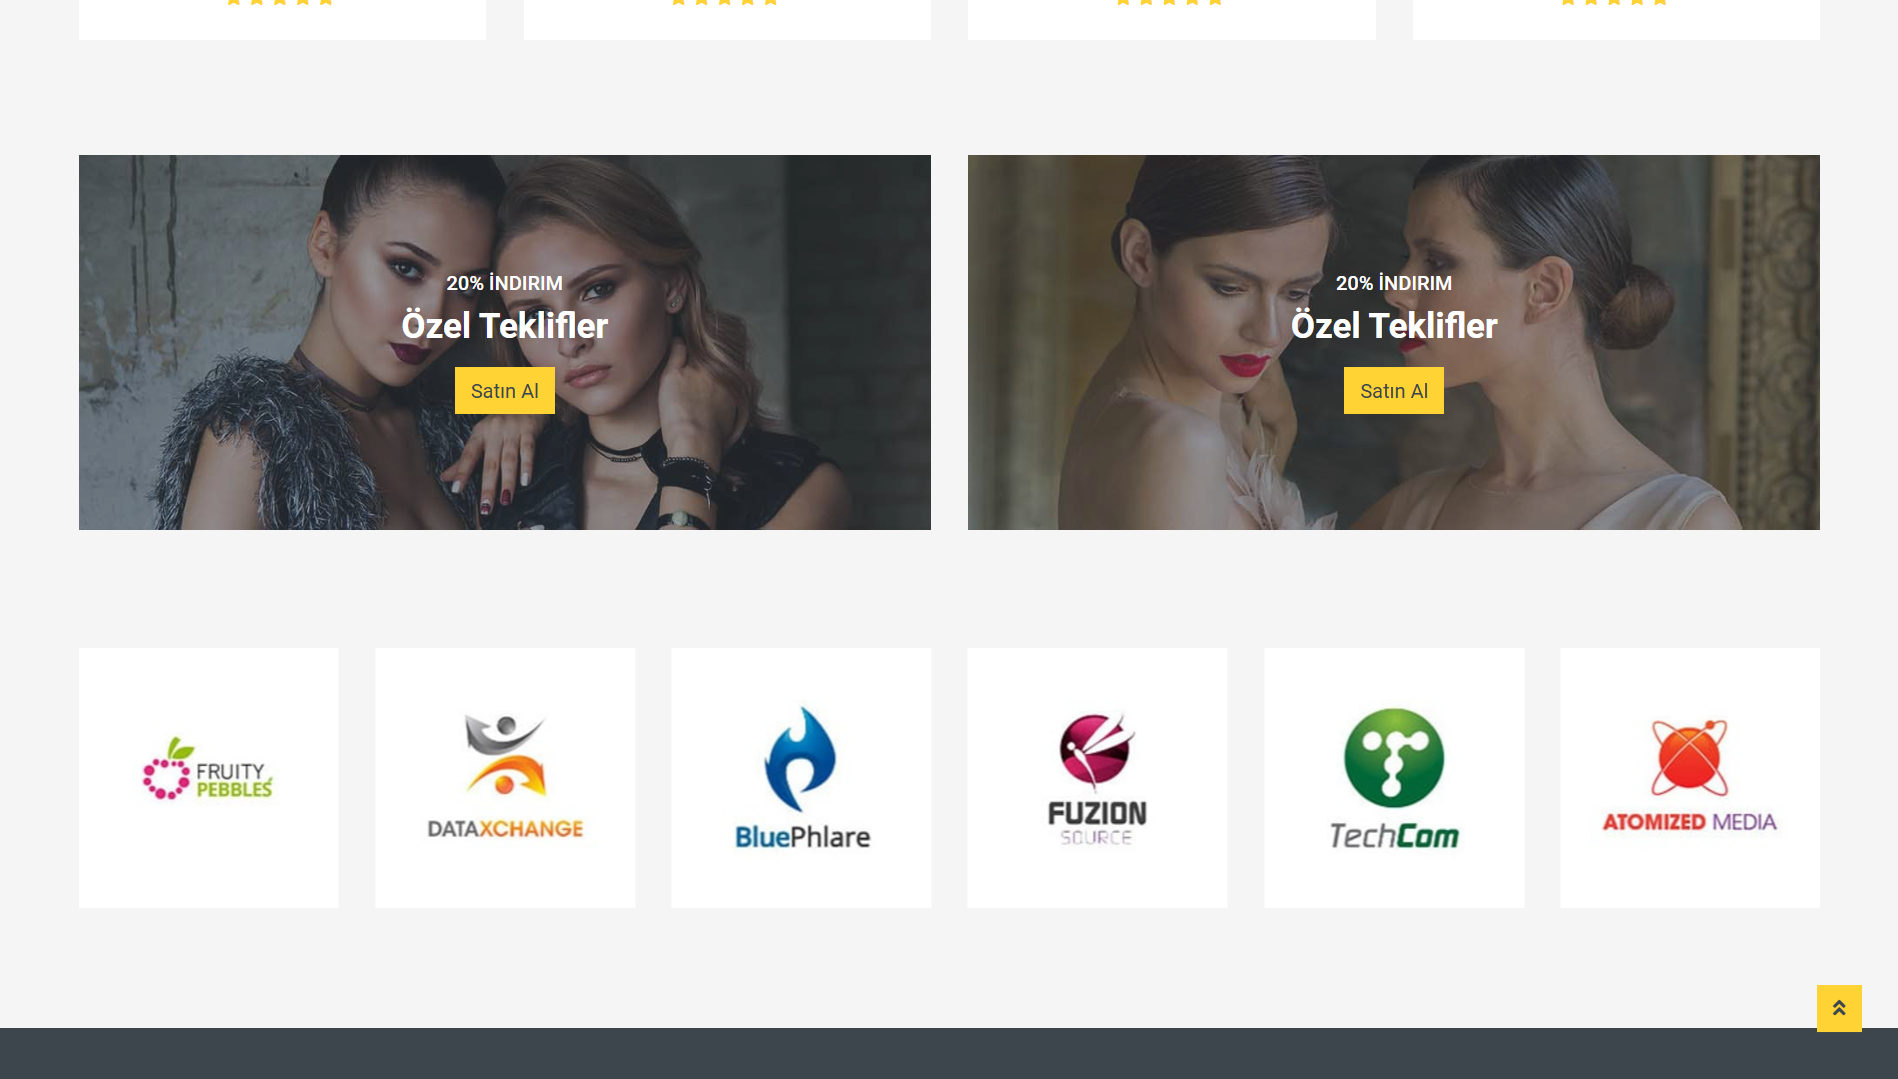 20% İNDIRIM
Özel Teklifler
Satın Al
20% İNDIRIM
Özel Teklifler
Satın Al
FRUITY
PEBBLES
DATAXCHANGE
BluePhlare
FUZION
SOURCE
TechCom
ATOMIZED MEDIA